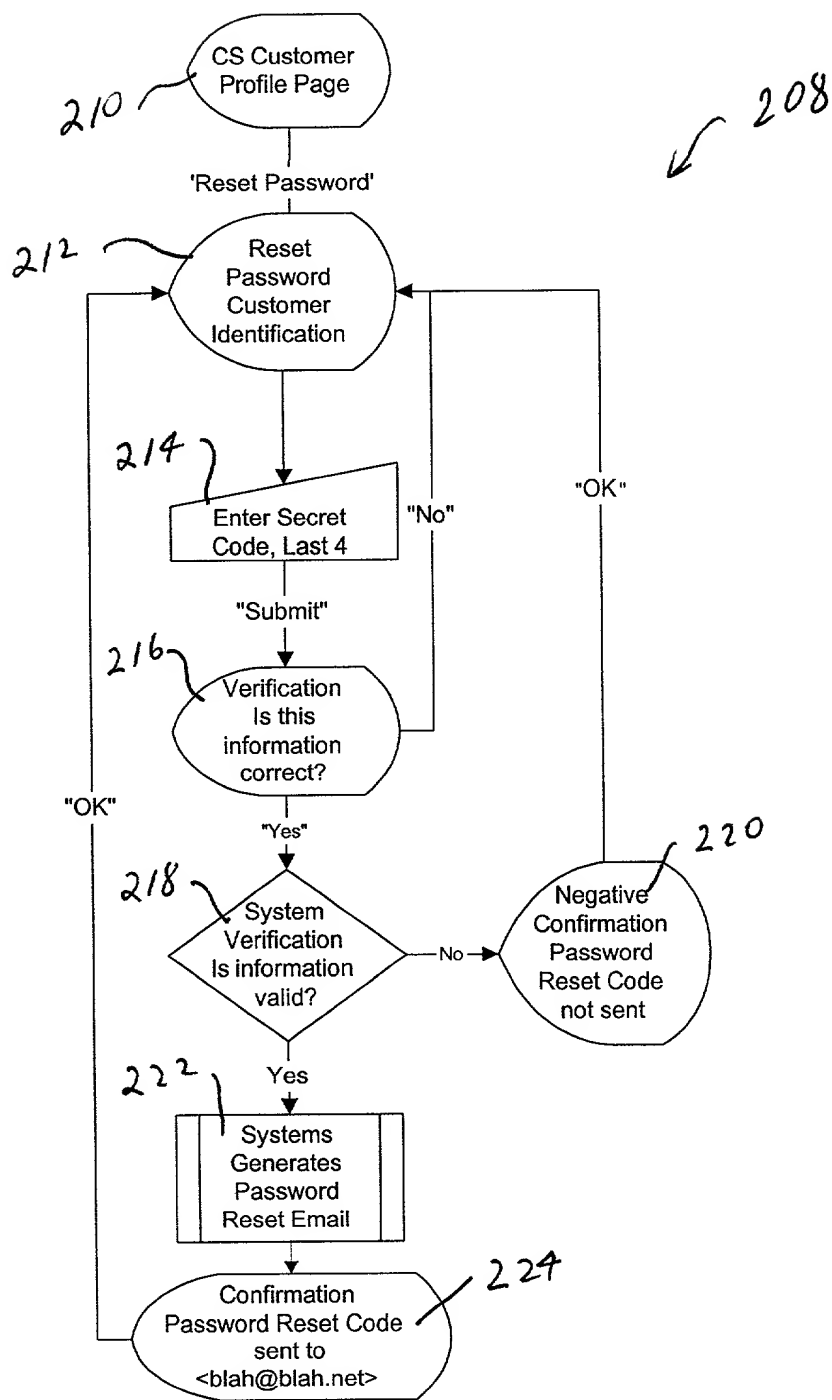 CS Customer
Profile Page
210
208
'Reset Password'
212
Reset
Password
Customer
Identification
214
Enter Secret
Code, Last 4
"No"
"OK"
"Submit"
216
Verification
Is this
information
correct?
"OK"
"Yes"
220
218
System
Verification
Is information
valid?
No
Negative
Confirmation
Password
Reset Code
not sent
Yes
222
Systems
Generates
Password
Reset Email
224
Confirmation
Password Reset Code
sent to
<blah@blah.net>